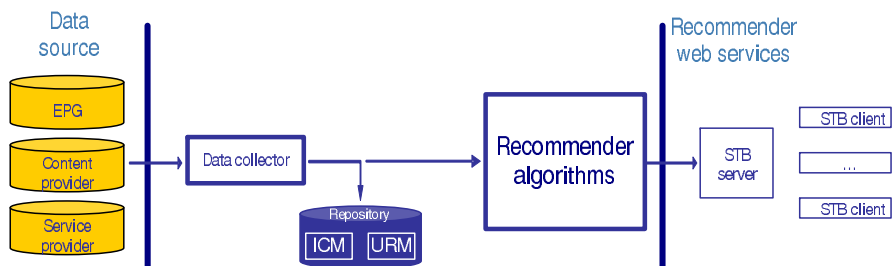 Data
source
Recommender
web services
EPG
Content
provider
Service
provider
Data collector
Repository
ICM
URM
Recommender
algorithms
STB
server
STB client
...
STB client